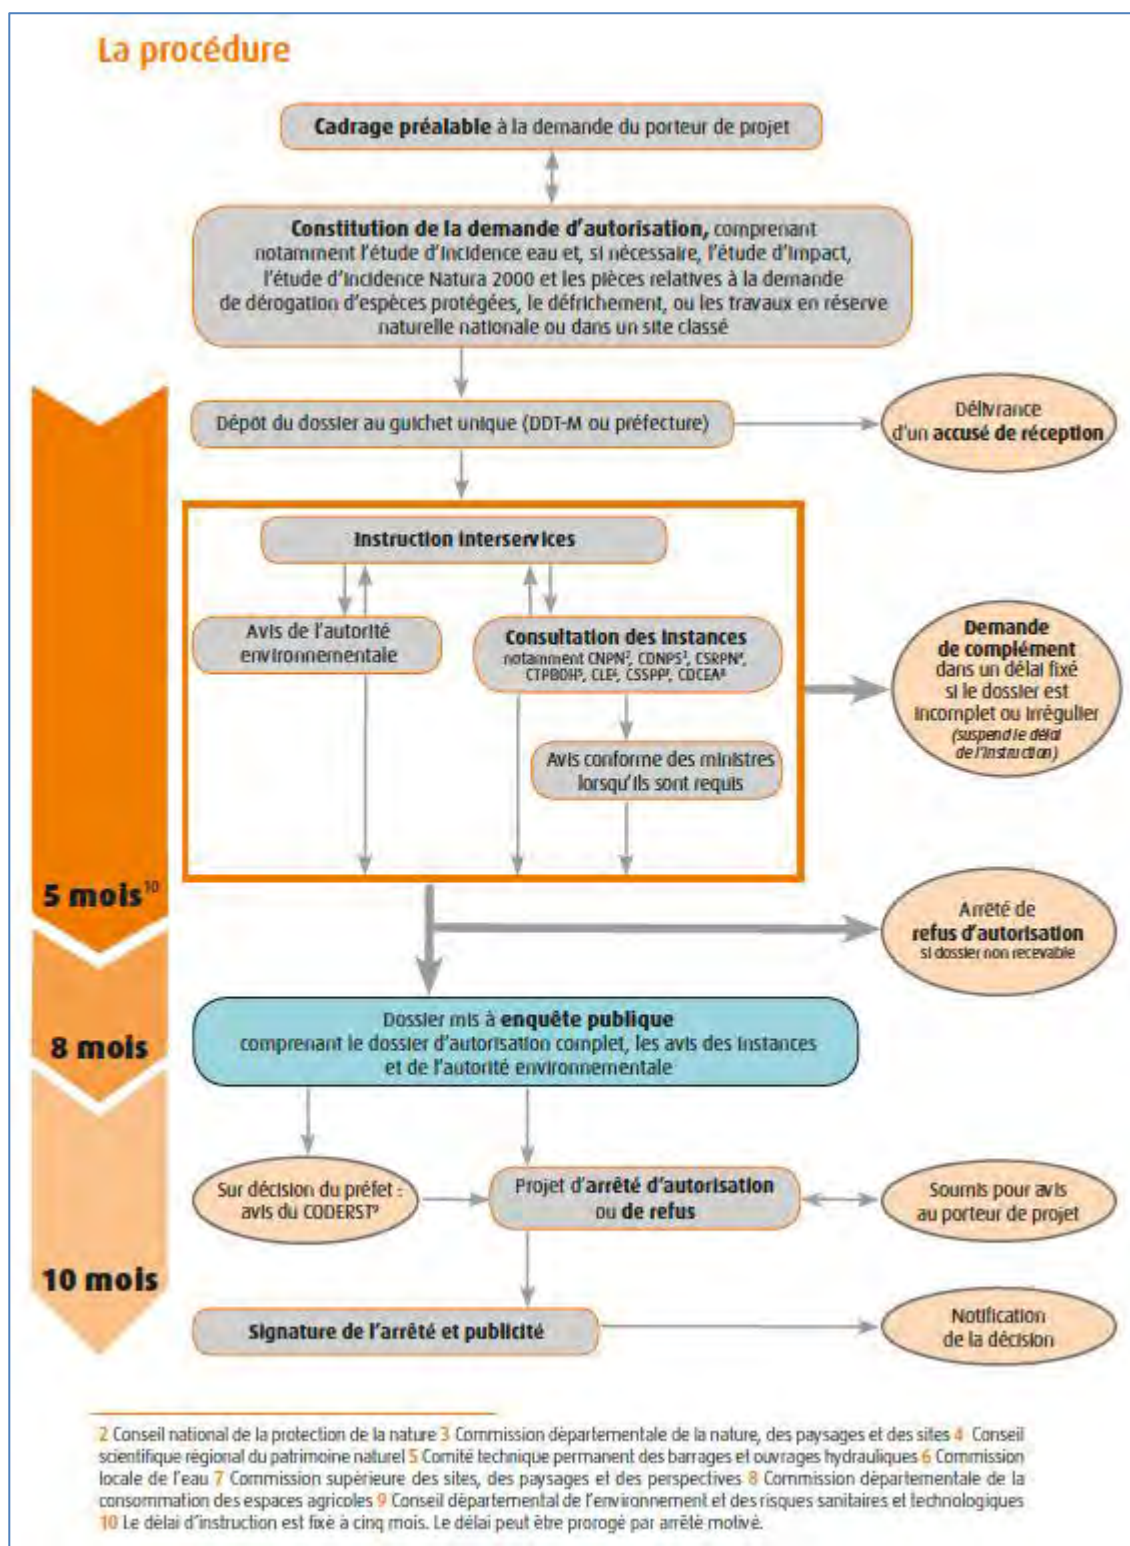 La procédure
Cadrage préalable à la demande du porteur de projet
Constitution de la demande d'autorisation, comprenant
notamment l'étude d'incidence eau et, si nécessaire, l'étude d'impact,
l'étude d'incidence Natura 2000 et les pièces relatives à la demande
de dérogation d'espèces protégées, le défrichement, ou les travaux en réserve
naturelle nationale ou dans un site classé
Dépôt du dossier au guichet unique (DDT-M ou préfecture)
Délivrance
d'un accusé de réception
Instruction interservices
Avis de l'autorité
environnementale
Consultation des instances
notamment CNPN², CDNPS³, CSRPN⁴,
CTPBOH⁵, CLE⁶, CSSPP⁷, CDCEA⁸
Avis conforme des ministres
lorsqu'ils sont requis
Demande
de complément
dans un délai fixé
si le dossier est
incomplet ou irrégulier
(suspend le délai
de l'instruction)
5 mois¹⁰
Arrêté de
refus d'autorisation
si dossier non recevable
8 mois
Dossier mis à enquête publique
comprenant le dossier d'autorisation complet, les avis des instances
et de l'autorité environnementale
Sur décision du préfet :
avis du CODERST⁹
Projet d'arrêté d'autorisation
ou de refus
Soumis pour avis
au porteur de projet
10 mois
Signature de l'arrêté et publicité
Notification
de la décision
2 Conseil national de la protection de la nature 3 Commission départementale de la nature, des paysages et des sites 4 Conseil
scientifique régional du patrimoine naturel 5 Comité technique permanent des barrages et ouvrages hydrauliques 6 Commission
locale de l'eau 7 Commission supérieure des sites, des paysages et des perspectives 8 Commission départementale de la
consommation des espaces agricoles 9 Conseil départemental de l'environnement et des risques sanitaires et technologiques
10 Le délai d'instruction est fixé à cinq mois. Le délai peut être prorogé par arrêté motivé.